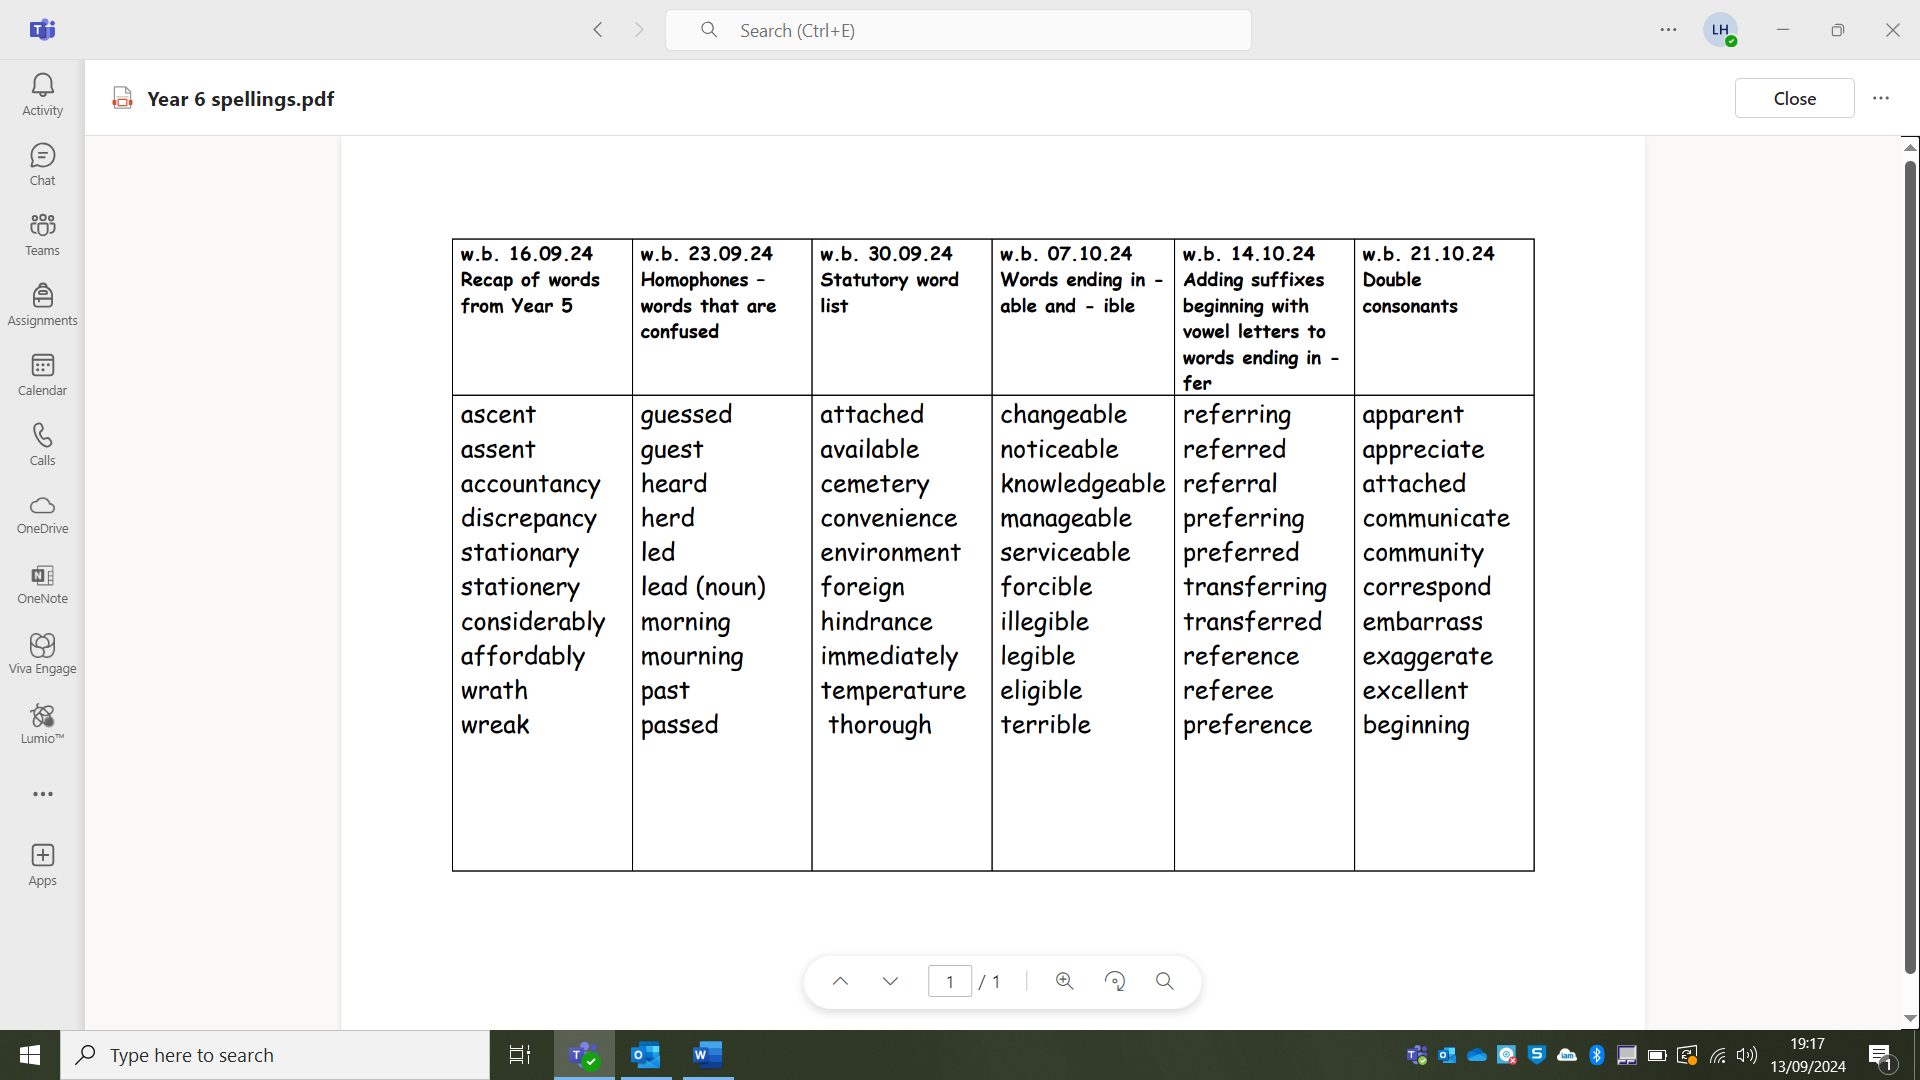 Search (Ctrl+E)
LH
Activity
Chat
Teams
Assignments
Calendar
Calls
OneDrive
OneNote
Viva Engage
Lumio™
Apps
Year 6 spellings.pdf
Close
w.b. 16.09.24
Recap of words
from Year 5
w.b. 23.09.24
Homophones –
words that are
confused
w.b. 30.09.24
Statutory word
list
w.b. 07.10.24
Words ending in -
able and - ible
w.b. 14.10.24
Adding suffixes
beginning with
vowel letters to
words ending in -
fer
w.b. 21.10.24
Double
consonants
ascent
assent
accountancy
discrepancy
stationary
stationery
considerably
affordably
wrath
wreak
guessed
guest
heard
herd
led
lead (noun)
morning
mourning
past
passed
attached
available
cemetery
convenience
environment
foreign
hindrance
immediately
temperature
thorough
changeable
noticeable
knowledgeable
manageable
serviceable
forcible
illegible
legible
eligible
terrible
referring
referred
referral
preferring
preferred
transferring
transferred
reference
referee
preference
apparent
appreciate
attached
communicate
community
correspond
embarrass
exaggerate
excellent
beginning
1 / 1
Type here to search
19:17
13/09/2024
1